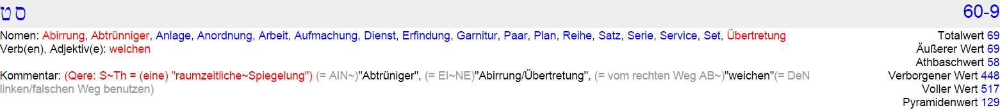 ס ט 60-9
Nomen: Abirrung, Abtrünniger, Anlage, Anordnung, Arbeit, Aufmachung, Dienst, Erfindung, Garnitur, Paar, Plan, Reihe, Satz, Serie, Service, Set, Übertretung
Verb(en), Adjektiv(e): weichen
Kommentar: (Qere: S~Th = (eine) "raumzeitliche~Spiegelung") (= AIN~)"Abtrüniger", (= EI~NE)"Abirrung/Übertretung", (= vom rechten Weg AB~)"weichen"(= DeN
linken/falschen Weg benutzen)
Totalwert 69
Äußerer Wert 69
Athbaschwert 58
Verborgener Wert 448
Voller Wert 517
Pyramidenwert 129